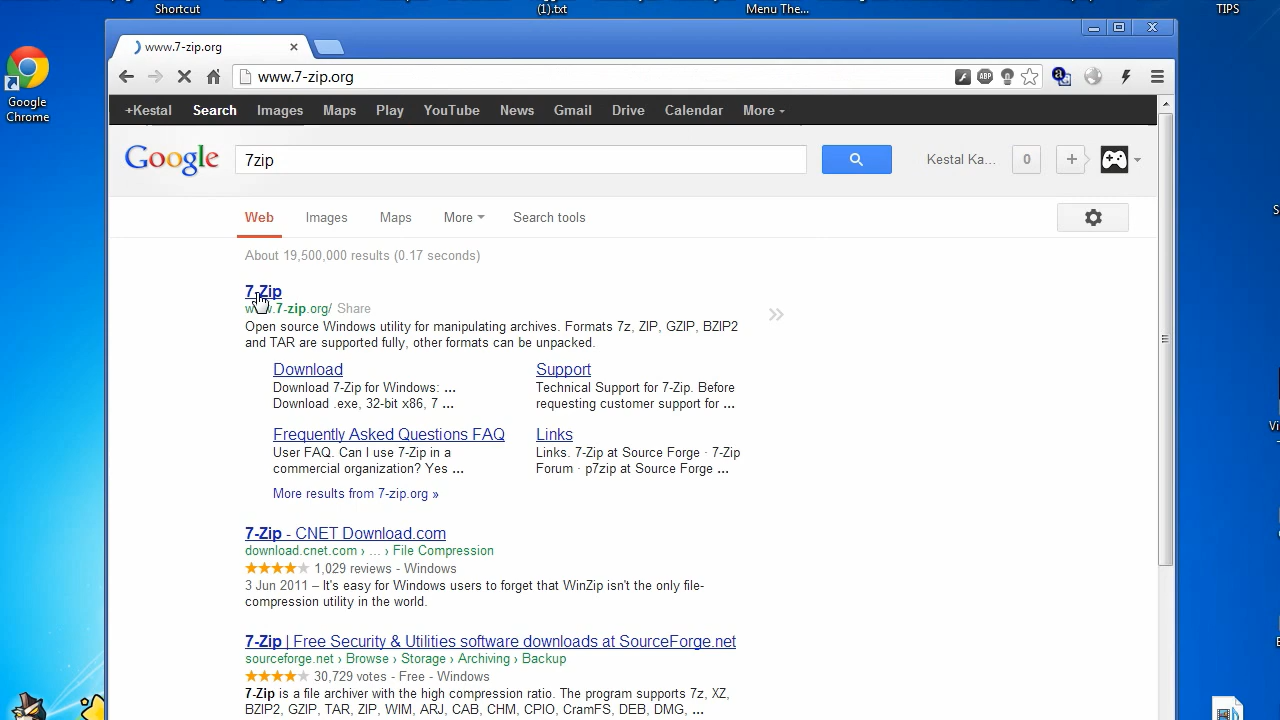 Shortcut
(1).txt
Menu The...
TIPS
www.7-zip.org
www.7-zip.org
Google
Chrome
+Kestal Search Images Maps Play YouTube News Gmail Drive Calendar More
Google 7zip Kestal Ka... 0 +
Web Images Maps More Search tools
About 19,500,000 results (0.17 seconds)
7-Zip
www.7-zip.org/ Share
Open source Windows utility for manipulating archives. Formats 7z, ZIP, GZIP, BZIP2
and TAR are supported fully, other formats can be unpacked.
Download
Download 7-Zip for Windows: ...
Download .exe, 32-bit x86, 7 ...
Support
Technical Support for 7-Zip. Before
requesting customer support for ...
Frequently Asked Questions FAQ
User FAQ. Can I use 7-Zip in a
commercial organization? Yes ...
Links
Links. 7-Zip at Source Forge · 7-Zip
Forum · p7zip at Source Forge ...
More results from 7-zip.org »
7-Zip - CNET Download.com
download.cnet.com › ... › File Compression
1,029 reviews - Windows
3 Jun 2011 – It's easy for Windows users to forget that WinZip isn't the only file-
compression utility in the world.
7-Zip | Free Security & Utilities software downloads at SourceForge.net
sourceforge.net › Browse › Storage › Archiving › Backup
30,729 votes - Free - Windows
7-Zip is a file archiver with the high compression ratio. The program supports 7z, XZ,
BZIP2, GZIP, TAR, ZIP, WIM, ARJ, CAB, CHM, CPIO, CramFS, DEB, DMG, ...